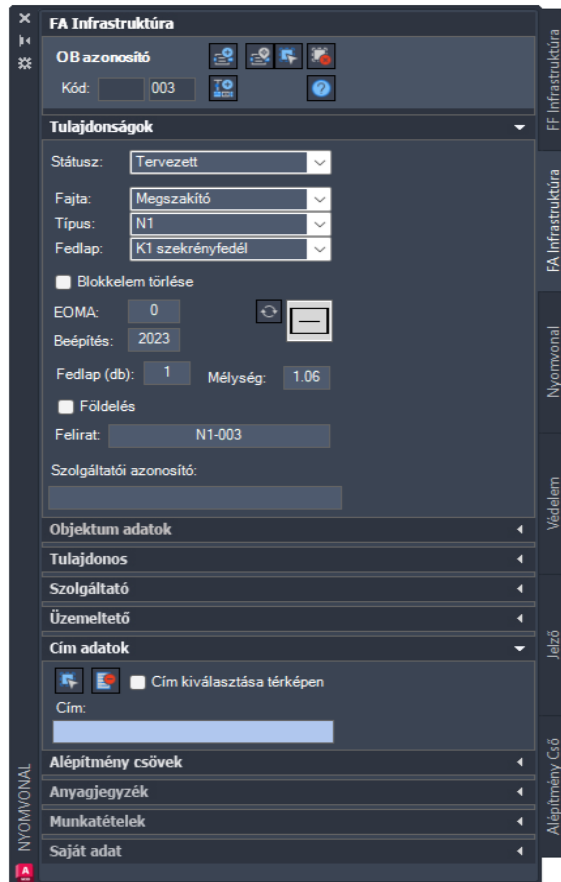 FA Infrastruktúra
OB azonosító
Kód: 003
Tulajdonságok
Státusz: Tervezett
Fajta: Megszakító
Típus: N1
Fedlap: K1 szekrényfedél
Blokkelem törlése
EOMA: 0
Beépítés: 2023
Fedlap (db): 1 Mélység: 1.06
Földelés
Felirat: N1-003
Szolgáltatói azonosító:
Objektum adatok
Tulajdonos
Szolgáltató
Üzemeltető
Cím adatok
Cím kiválasztása térképen
Cím:
Alépítmény csövek
Anyagjegyzék
Munkatételek
Saját adat
NYOMVONAL
A
FF Infrastruktúra
FA Infrastruktúra
Nyomvonal
Védelem
Jelző
Alépítmény Cső